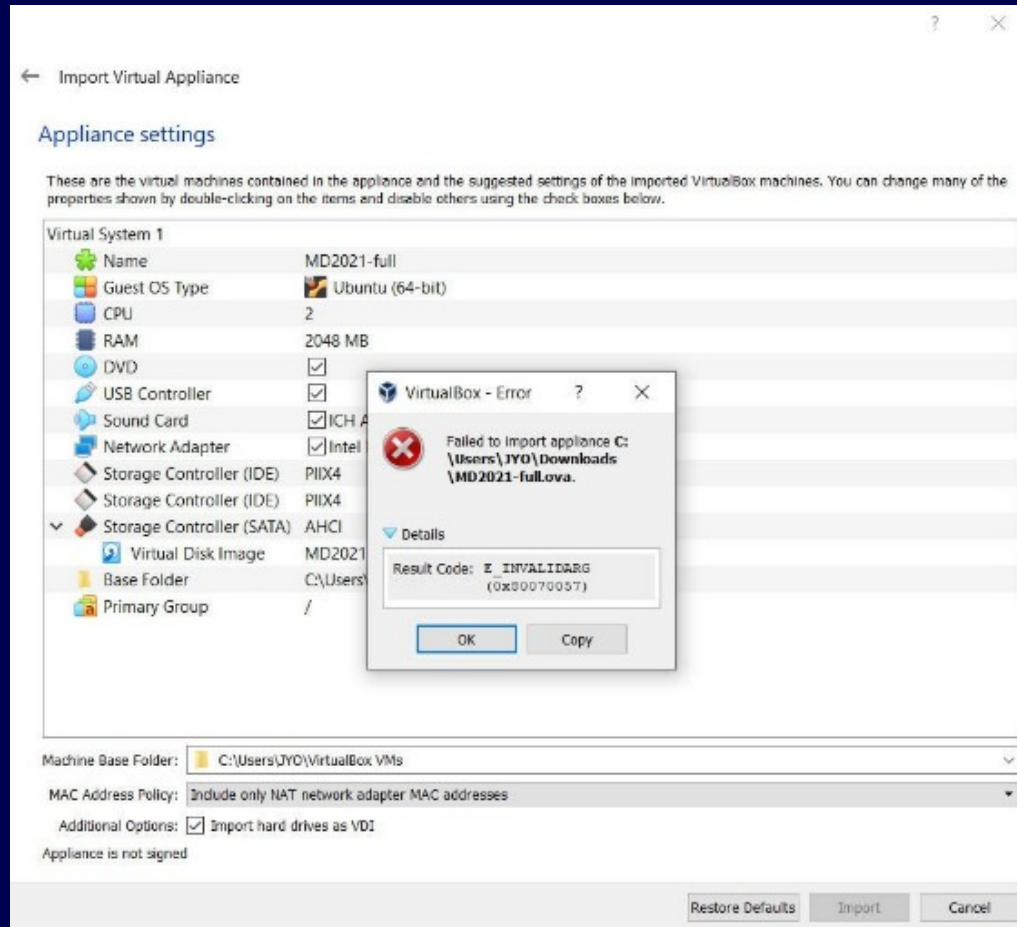 Import Virtual Appliance
Appliance settings
These are the virtual machines contained in the appliance and the suggested settings of the imported VirtualBox machines. You can change many of the
properties shown by double-clicking on the items and disable others using the check boxes below.
Virtual System 1
Name MD2021-full
Guest OS Type Ubuntu (64-bit)
CPU 2
RAM 2048 MB
DVD
USB Controller
Sound Card ICH A
Network Adapter Intel
Storage Controller (IDE) PIIX4
Storage Controller (IDE) PIIX4
Storage Controller (SATA) AHCI
Virtual Disk Image MD2021
Base Folder C:\Users\
Primary Group /
VirtualBox - Error ?
Failed to import appliance C:
\Users\JYO\Downloads
\MD2021-full.ova.
Details
Result Code: E_INVALIDARG
(0x80070057)
OK Copy
Machine Base Folder: C:\Users\JYO\VirtualBox VMs
MAC Address Policy: Include only NAT network adapter MAC addresses
Additional Options: Import hard drives as VDI
Appliance is not signed
Restore Defaults Import Cancel